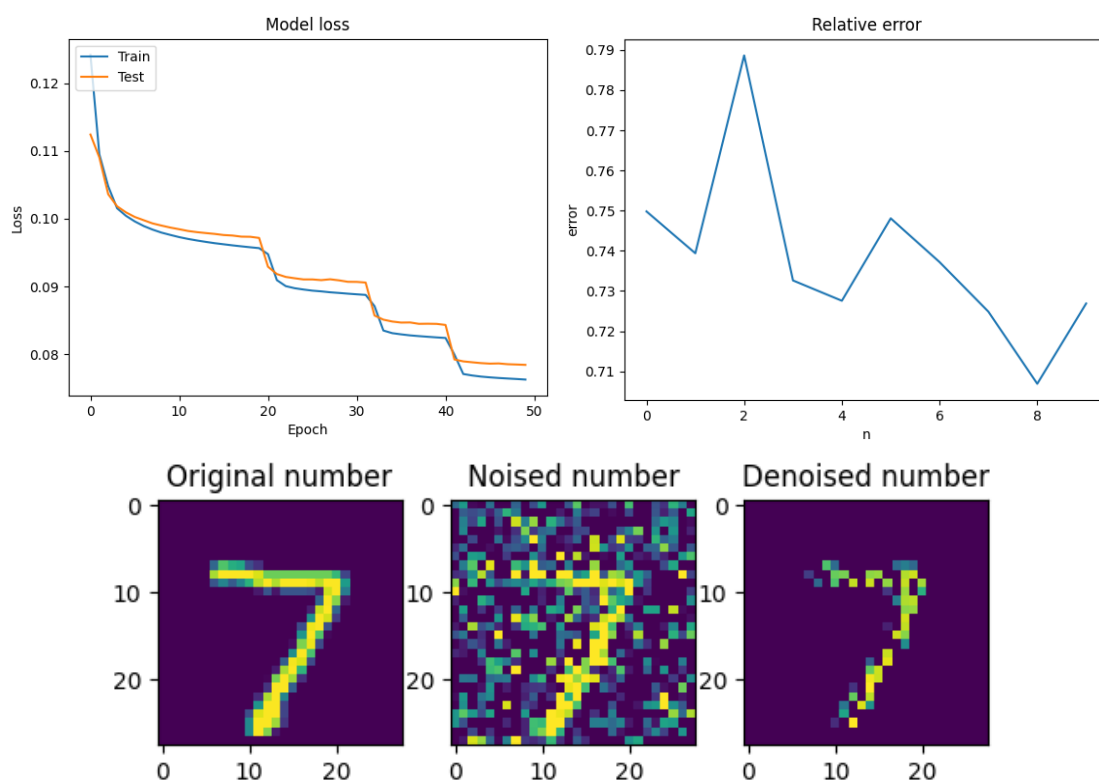 Model loss
Train
Test
0.12
0.11
0.10
0.09
0.08
Loss
0 10 20 30 40 50
Epoch
Relative error
0.79
0.78
0.77
0.76
0.75
0.74
0.73
0.72
0.71
error
0 2 4 6 8
n
Original number
0
10
20
0 10 20
Noised number
0
10
20
0 10 20
Denoised number
0
10
20
0 10 20